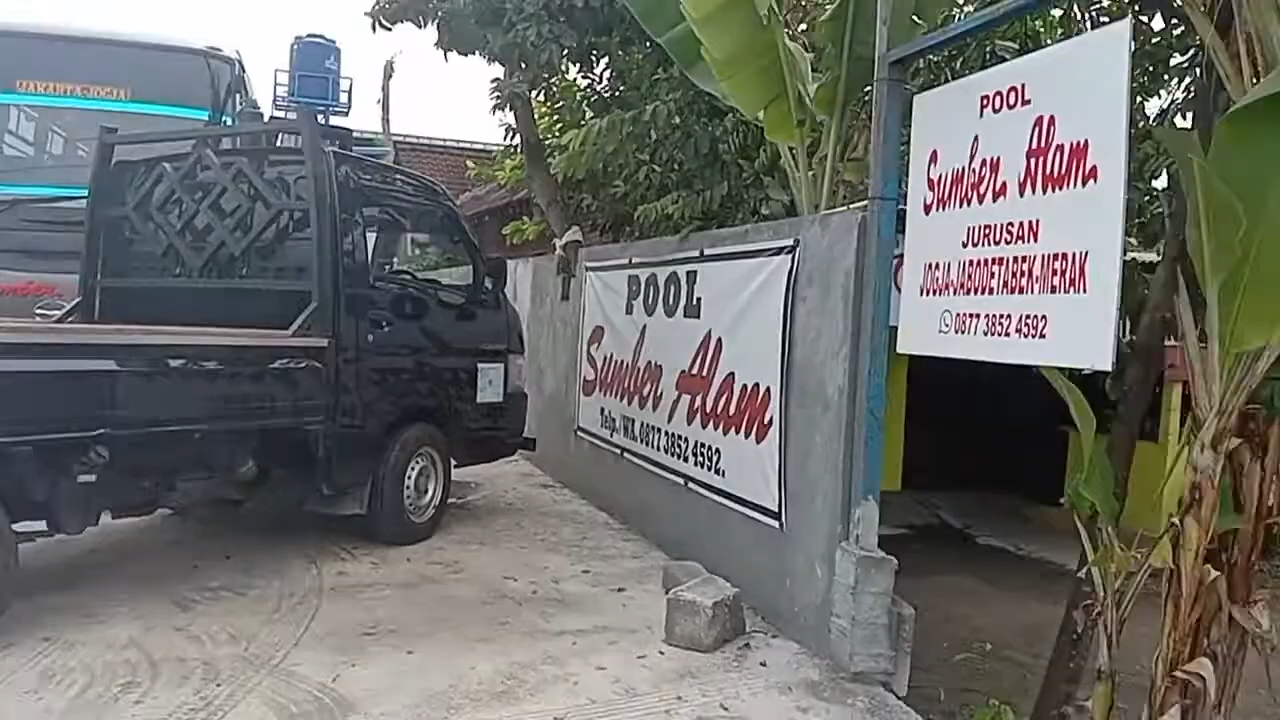 JAKARTA-JOGJA
POOL
Sumber Alam
Telp./WA. 0877 3852 4592.
POOL
Sumber Alam
JURUSAN
JOGJA-JABODETABEK-MERAK
0877 3852 4592